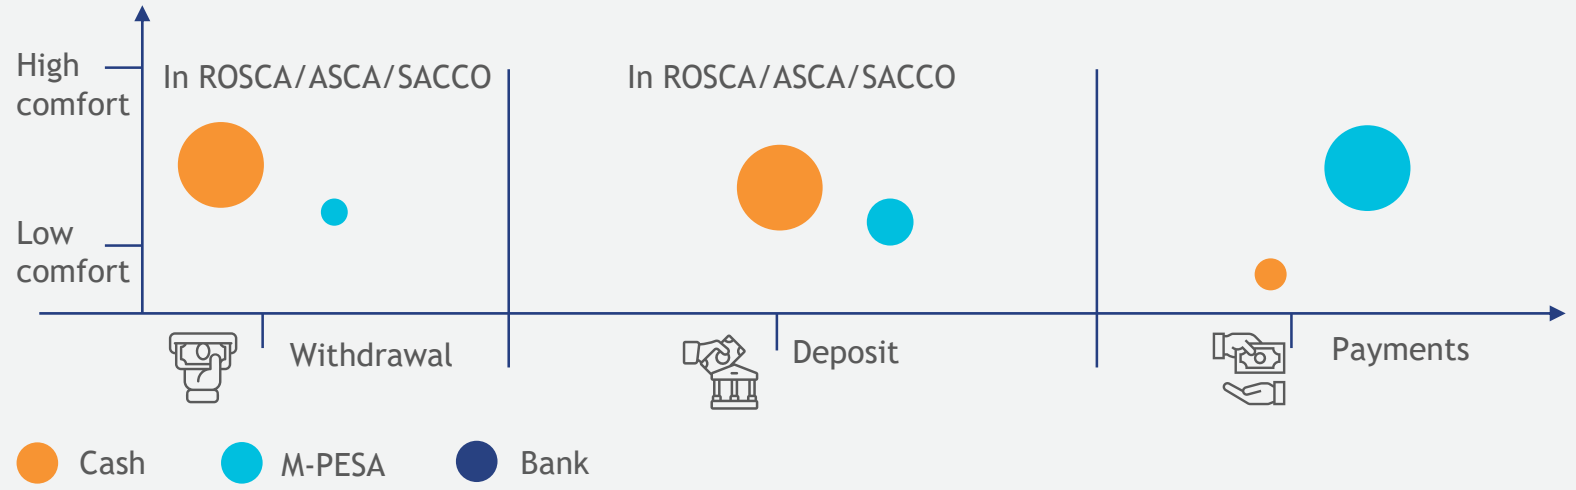 High
comfort
In ROSCA/ASCA/SACCO
In ROSCA/ASCA/SACCO
Low
comfort
Withdrawal
Deposit
Payments
Cash
M-PESA
Bank